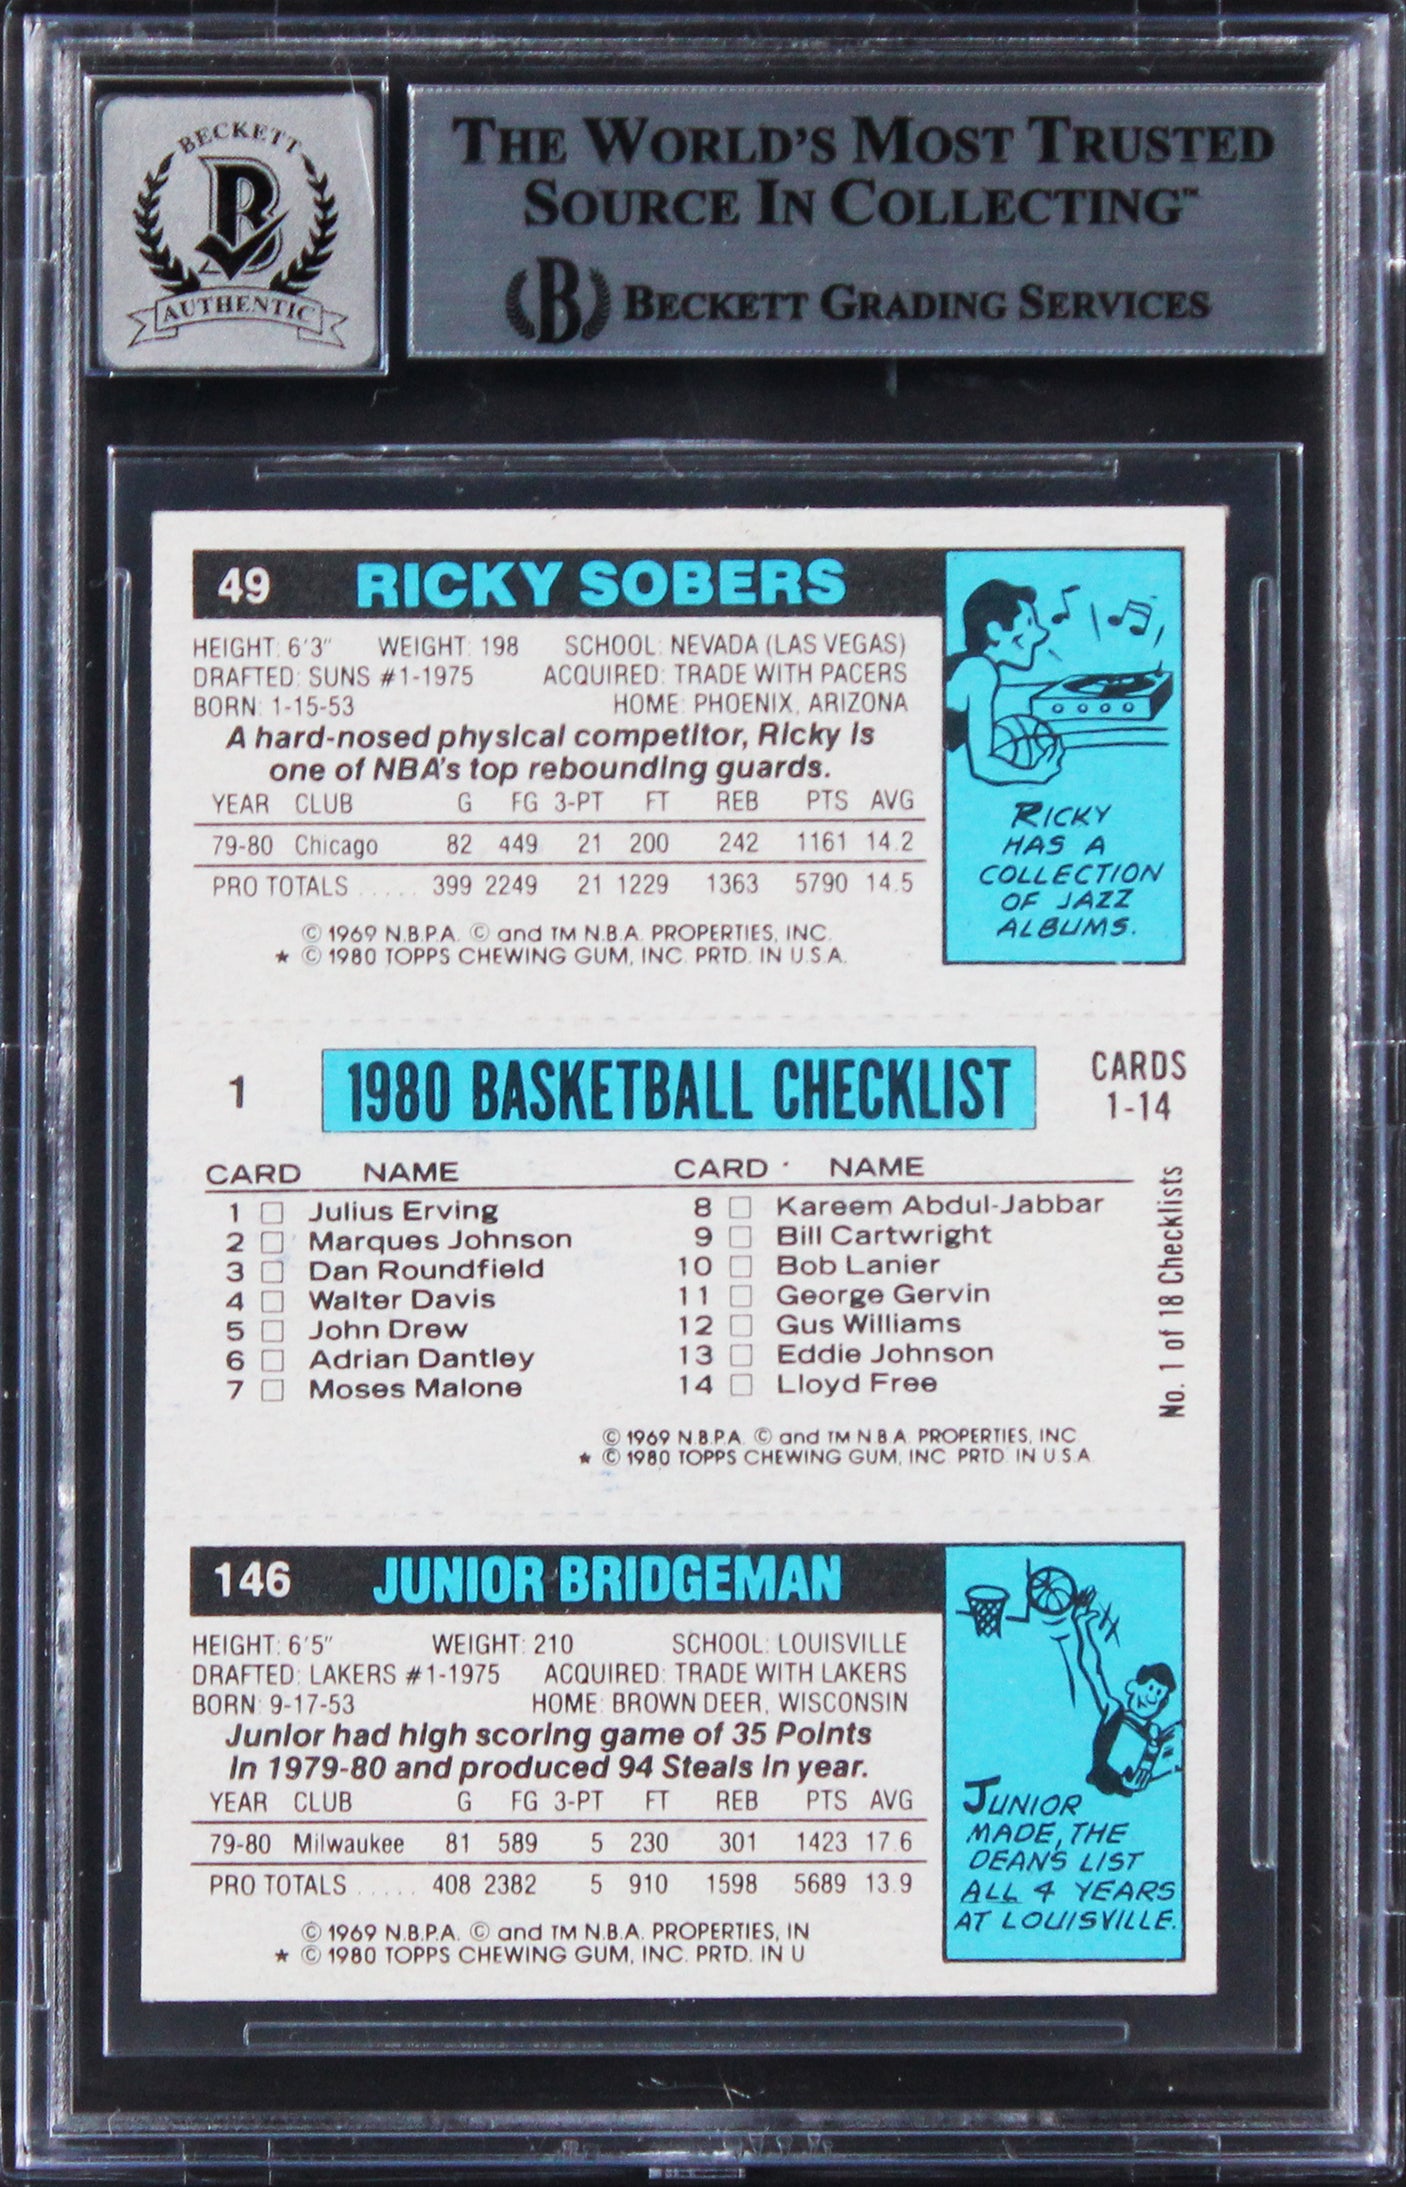 BECKETT
AUTHENTIC
THE WORLD'S MOST TRUSTED
SOURCE IN COLLECTING™
B BECKETT GRADING SERVICES
49 RICKY SOBERS
HEIGHT: 6'3" WEIGHT: 198 SCHOOL: NEVADA (LAS VEGAS)
DRAFTED: SUNS #1-1975 ACQUIRED: TRADE WITH PACERS
BORN: 1-15-53 HOME: PHOENIX, ARIZONA
A hard-nosed physical competitor, Ricky is
one of NBA's top rebounding guards.
YEAR CLUB G FG 3-PT FT REB PTS AVG
79-80 Chicago 82 449 21 200 242 1161 14.2
PRO TOTALS ..... 399 2249 21 1229 1363 5790 14.5
© 1969 N.B.P.A. © and TM N.B.A. PROPERTIES, INC.
★ © 1980 TOPPS CHEWING GUM, INC. PRTD. IN U.S.A.
RICKY
HAS A
COLLECTION
OF JAZZ
ALBUMS.
1 1980 BASKETBALL CHECKLIST CARDS
1-14
CARD NAME CARD NAME
1 □ Julius Erving 8 □ Kareem Abdul-Jabbar
2 □ Marques Johnson 9 □ Bill Cartwright
3 □ Dan Roundfield 10 □ Bob Lanier
4 □ Walter Davis 11 □ George Gervin
5 □ John Drew 12 □ Gus Williams
6 □ Adrian Dantley 13 □ Eddie Johnson
7 □ Moses Malone 14 □ Lloyd Free
No. 1 of 18 Checklists
© 1969 N.B.P.A. © and TM N.B.A. PROPERTIES, INC.
★ © 1980 TOPPS CHEWING GUM, INC. PRTD. IN U.S.A.
146 JUNIOR BRIDGEMAN
HEIGHT: 6'5" WEIGHT: 210 SCHOOL: LOUISVILLE
DRAFTED: LAKERS #1-1975 ACQUIRED: TRADE WITH LAKERS
BORN: 9-17-53 HOME: BROWN DEER, WISCONSIN
Junior had high scoring game of 35 Points
in 1979-80 and produced 94 Steals in year.
YEAR CLUB G FG 3-PT FT REB PTS AVG
79-80 Milwaukee 81 589 5 230 301 1423 17.6
PRO TOTALS ..... 408 2382 5 910 1598 5689 13.9
© 1969 N.B.P.A. © and TM N.B.A. PROPERTIES, IN
★ © 1980 TOPPS CHEWING GUM, INC. PRTD. IN U
JUNIOR
MADE, THE
DEAN'S LIST
ALL 4 YEARS
AT LOUISVILLE.